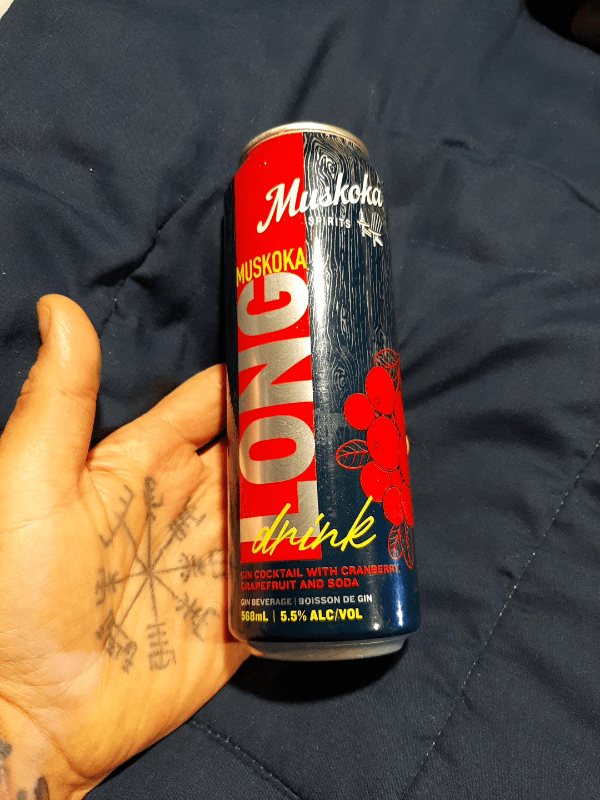 Muskoka
SPIRITS
MUSKOKA
LONG
drink
GIN COCKTAIL WITH CRANBERRY,
GRAPEFRUIT AND SODA
GIN BEVERAGE | BOISSON DE GIN
568mL | 5.5% ALC/VOL